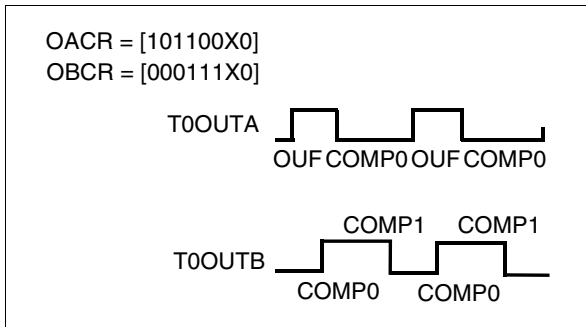 OACR = [101100X0]
OBCR = [000111X0]
T0OUTA
OUF COMP0 OUF COMP0
COMP1 COMP1
T0OUTB
COMP0 COMP0